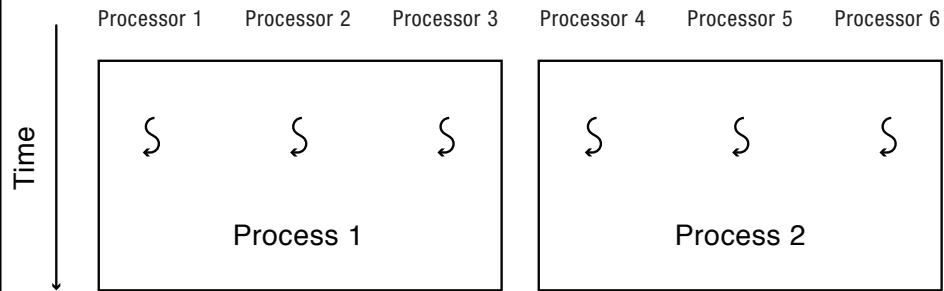 Processor 1 Processor 2 Processor 3 Processor 4 Processor 5 Processor 6
Time
Process 1 Process 2